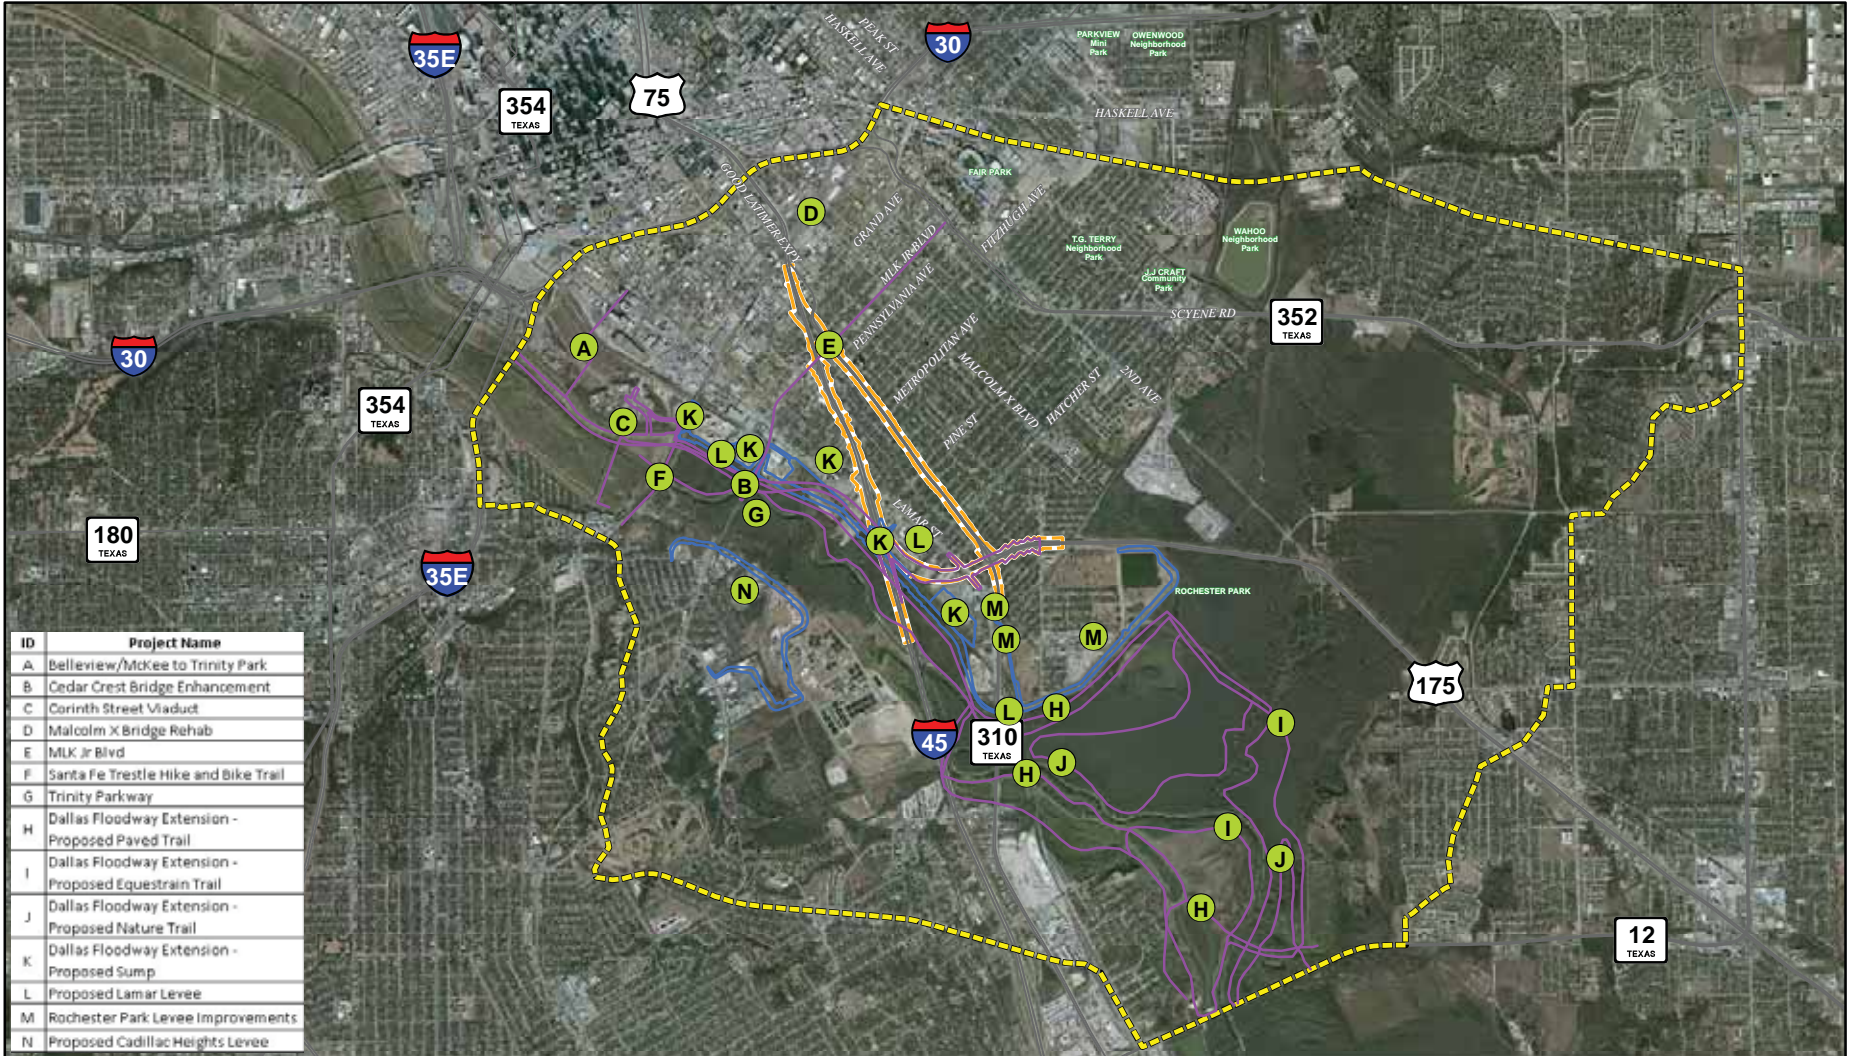 PEAK ST
HASKELL AVE
30
PARKVIEW
Mini
Park
OWENWOOD
Neighborhood
Park
35E
354
TEXAS
75
HASKELL AVE
FAIR PARK
GOOD LATIMER EXPY
D
GRAND AVE
FITZHUGH AVE
MLK JR BLVD
T.G. TERRY
Neighborhood
Park
WAHOO
Neighborhood
Park
J.J CRAFT
Community
Park
PENNSYLVANIA AVE
SCYENE RD
352
TEXAS
30
A
E
METROPOLITAN AVE
MALCOLM X BLVD
HATCHER ST
2ND AVE
354
TEXAS
C
K
PINE ST
L
K
K
F
B
G
LAMAR ST
180
TEXAS
35E
K
L
N
K
M
M
M
ROCHESTER PARK
175
L
H
I
45
310
TEXAS
H
J
I
J
H
12
TEXAS
ID Project Name
A Belleview/McKee to Trinity Park
B Cedar Crest Bridge Enhancement
C Corinth Street Viaduct
D Malcolm X Bridge Rehab
E MLK Jr Blvd
F Santa Fe Trestle Hike and Bike Trail
G Trinity Parkway
H Dallas Floodway Extension -
Proposed Paved Trail
I Dallas Floodway Extension -
Proposed Equestrain Trail
J Dallas Floodway Extension -
Proposed Nature Trail
K Dallas Floodway Extension -
Proposed Sump
L Proposed Lamar Levee
M Rochester Park Levee Improvements
N Proposed Cadillac Heights Levee